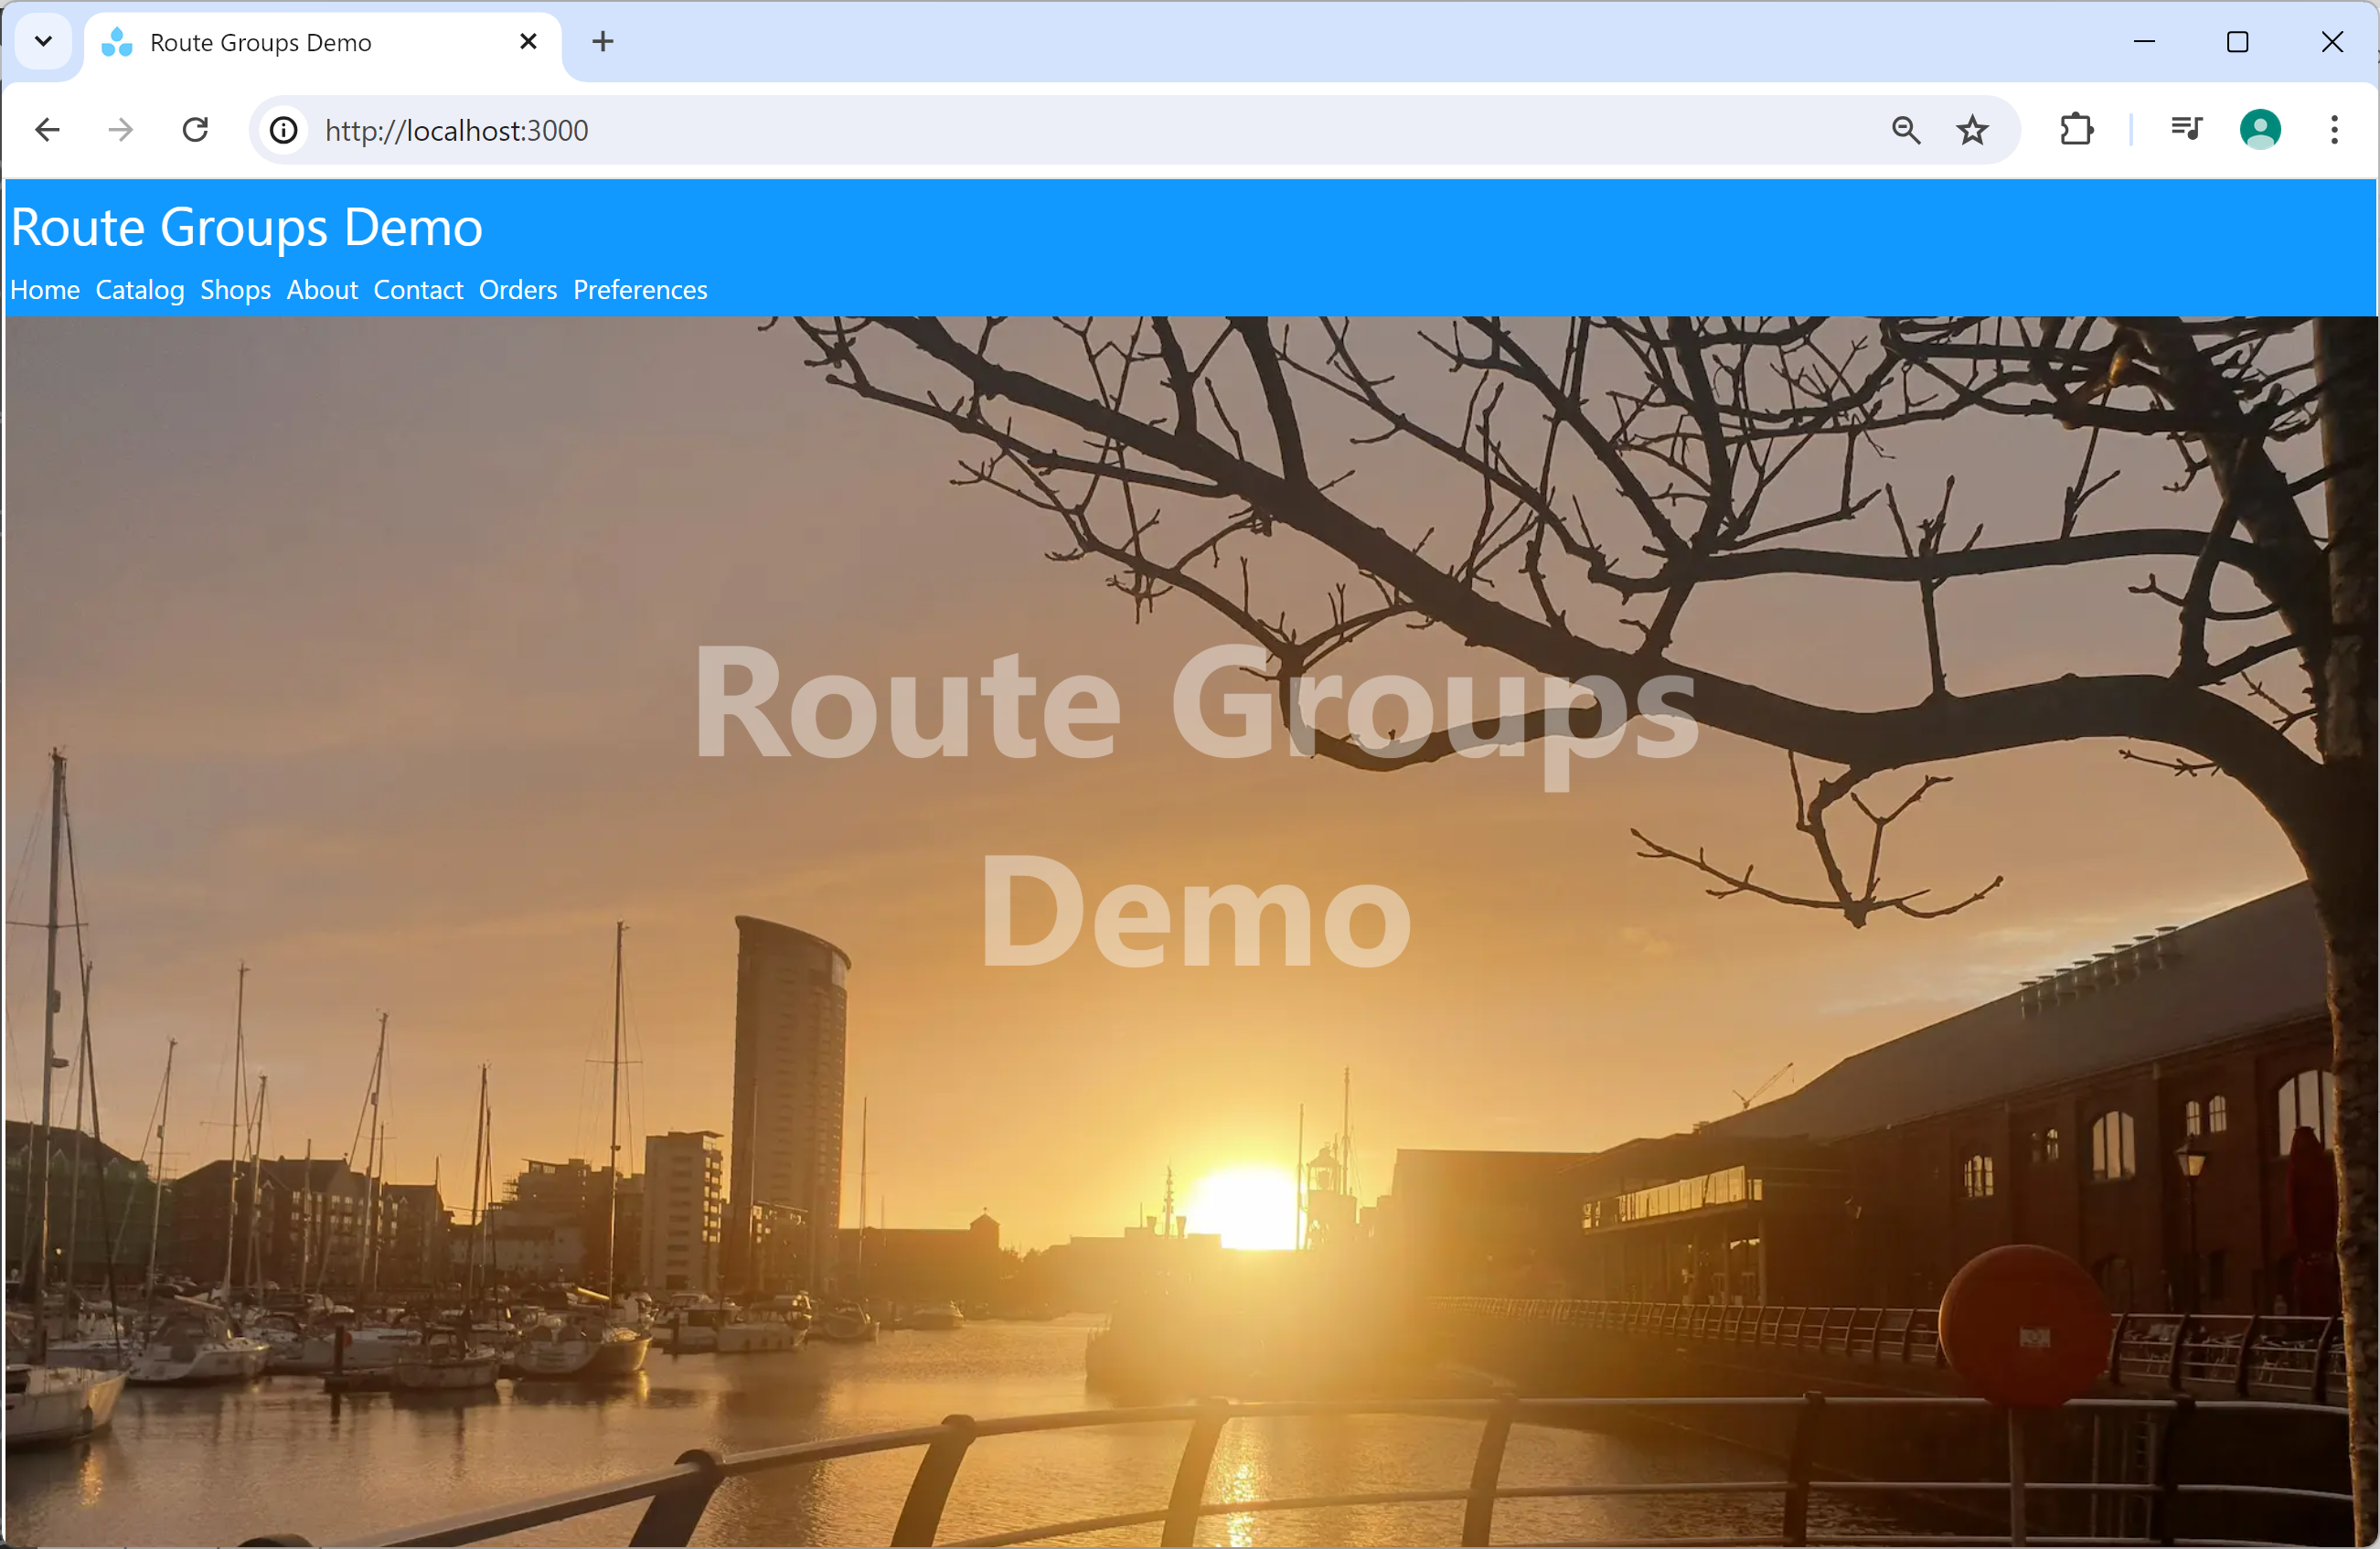 Route Groups Demo
http://localhost:3000
Route Groups Demo
Home Catalog Shops About Contact Orders Preferences
Route Groups
Demo